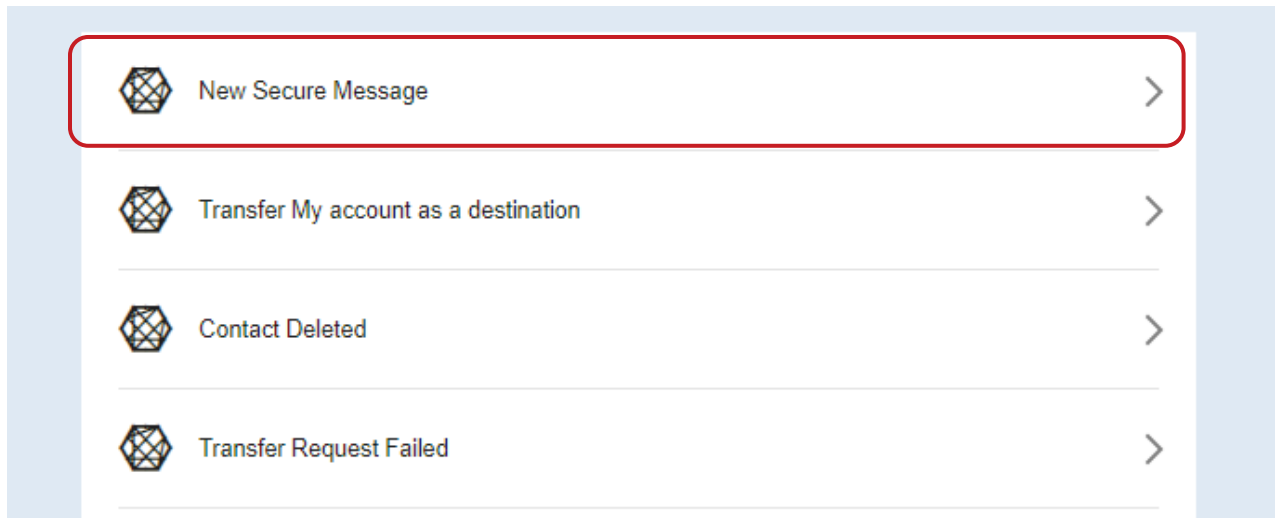 New Secure Message
Transfer My account as a destination
Contact Deleted
Transfer Request Failed